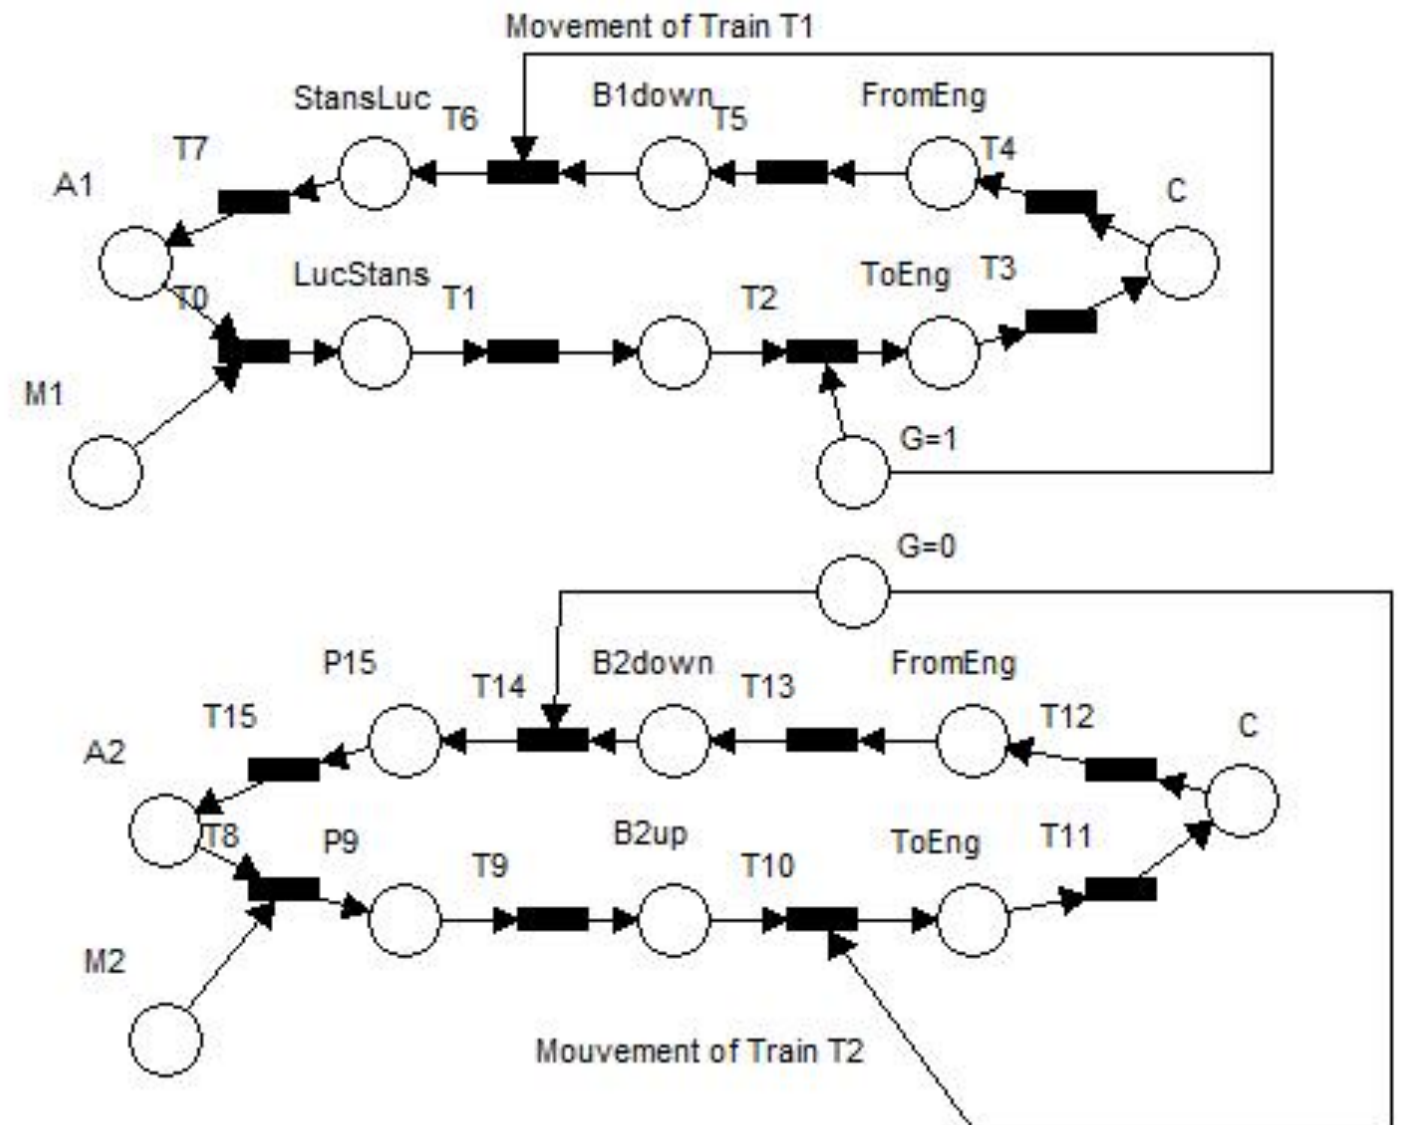 Movement of Train T1
StansLuc
T6
B1down
T5
FromEng
T7
T4
A1
C
LucStans
T0
T1
T2
ToEng
T3
M1
G=1
G=0
P15
T14
B2down
T13
FromEng
T15
T12
A2
C
T8
P9
T9
B2up
T10
ToEng
T11
M2
Mouvement of Train T2